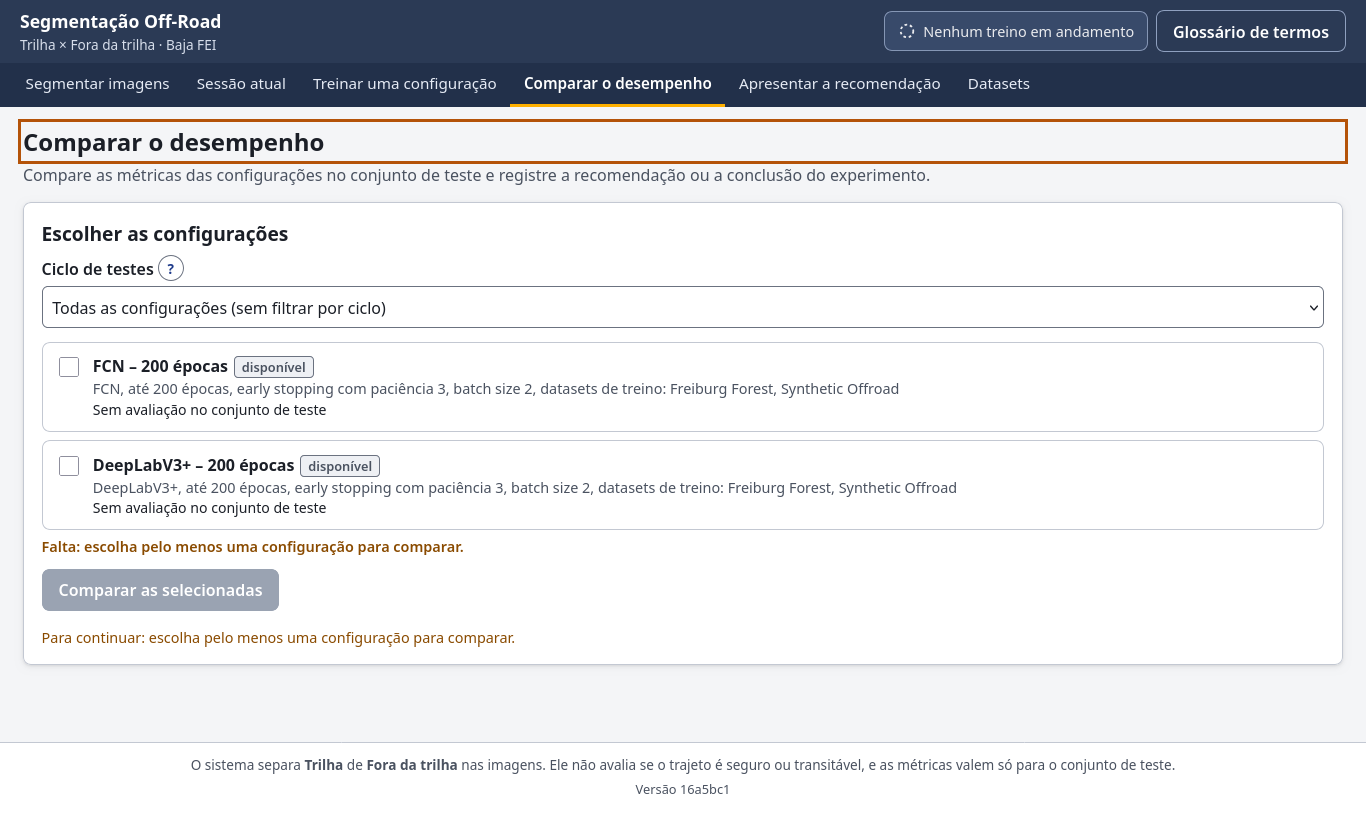 Segmentação Off-Road
Trilha × Fora da trilha · Baja FEI
Nenhum treino em andamento
Glossário de termos
Segmentar imagens
Sessão atual
Treinar uma configuração
Comparar o desempenho
Apresentar a recomendação
Datasets
Comparar o desempenho
Compare as métricas das configurações no conjunto de teste e registre a recomendação ou a conclusão do experimento.
Escolher as configurações
Ciclo de testes ?
Todas as configurações (sem filtrar por ciclo)
FCN – 200 épocas disponível
FCN, até 200 épocas, early stopping com paciência 3, batch size 2, datasets de treino: Freiburg Forest, Synthetic Offroad
Sem avaliação no conjunto de teste
DeepLabV3+ – 200 épocas disponível
DeepLabV3+, até 200 épocas, early stopping com paciência 3, batch size 2, datasets de treino: Freiburg Forest, Synthetic Offroad
Sem avaliação no conjunto de teste
Falta: escolha pelo menos uma configuração para comparar.
Comparar as selecionadas
Para continuar: escolha pelo menos uma configuração para comparar.
O sistema separa Trilha de Fora da trilha nas imagens. Ele não avalia se o trajeto é seguro ou transitável, e as métricas valem só para o conjunto de teste.
Versão 16a5bc1